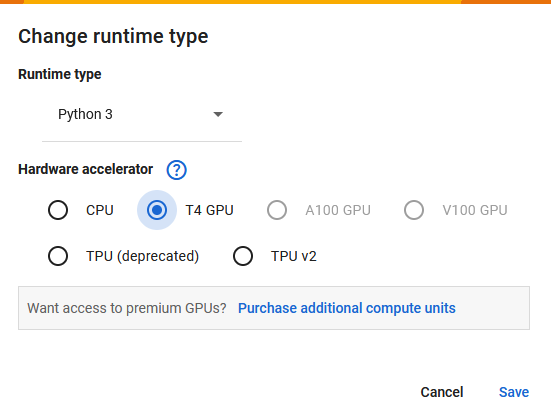 Change runtime type
Runtime type
Python 3
Hardware accelerator ?
CPU T4 GPU A100 GPU V100 GPU
TPU (deprecated) TPU v2
Want access to premium GPUs? Purchase additional compute units
Cancel Save